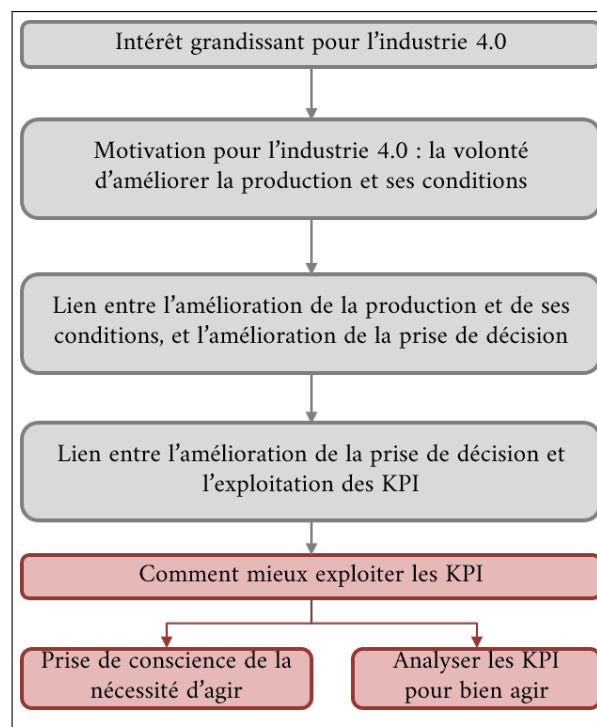 Intérêt grandissant pour l'industrie 4.0
Motivation pour l'industrie 4.0 : la volonté
d'améliorer la production et ses conditions
Lien entre l'amélioration de la production et de ses
conditions, et l'amélioration de la prise de décision
Lien entre l'amélioration de la prise de décision et
l'exploitation des KPI
Comment mieux exploiter les KPI
Prise de conscience de la
nécessité d'agir
Analyser les KPI
pour bien agir